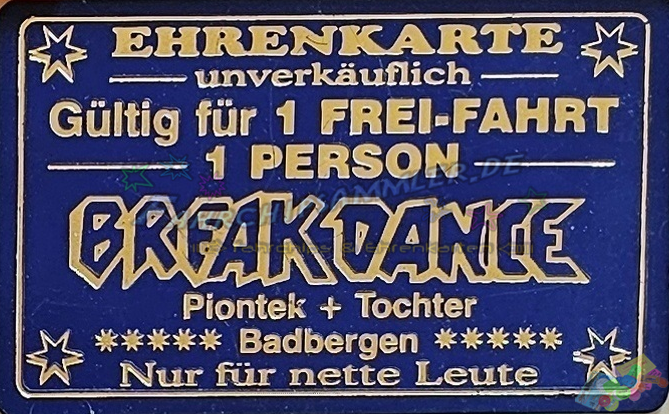 EHRENKARTE
unverkäuflich
Gültig für 1 FREI-FAHRT
1 PERSON
BREAK DANCE
Piontek + Tochter
***** Badbergen *****
Nur für nette Leute